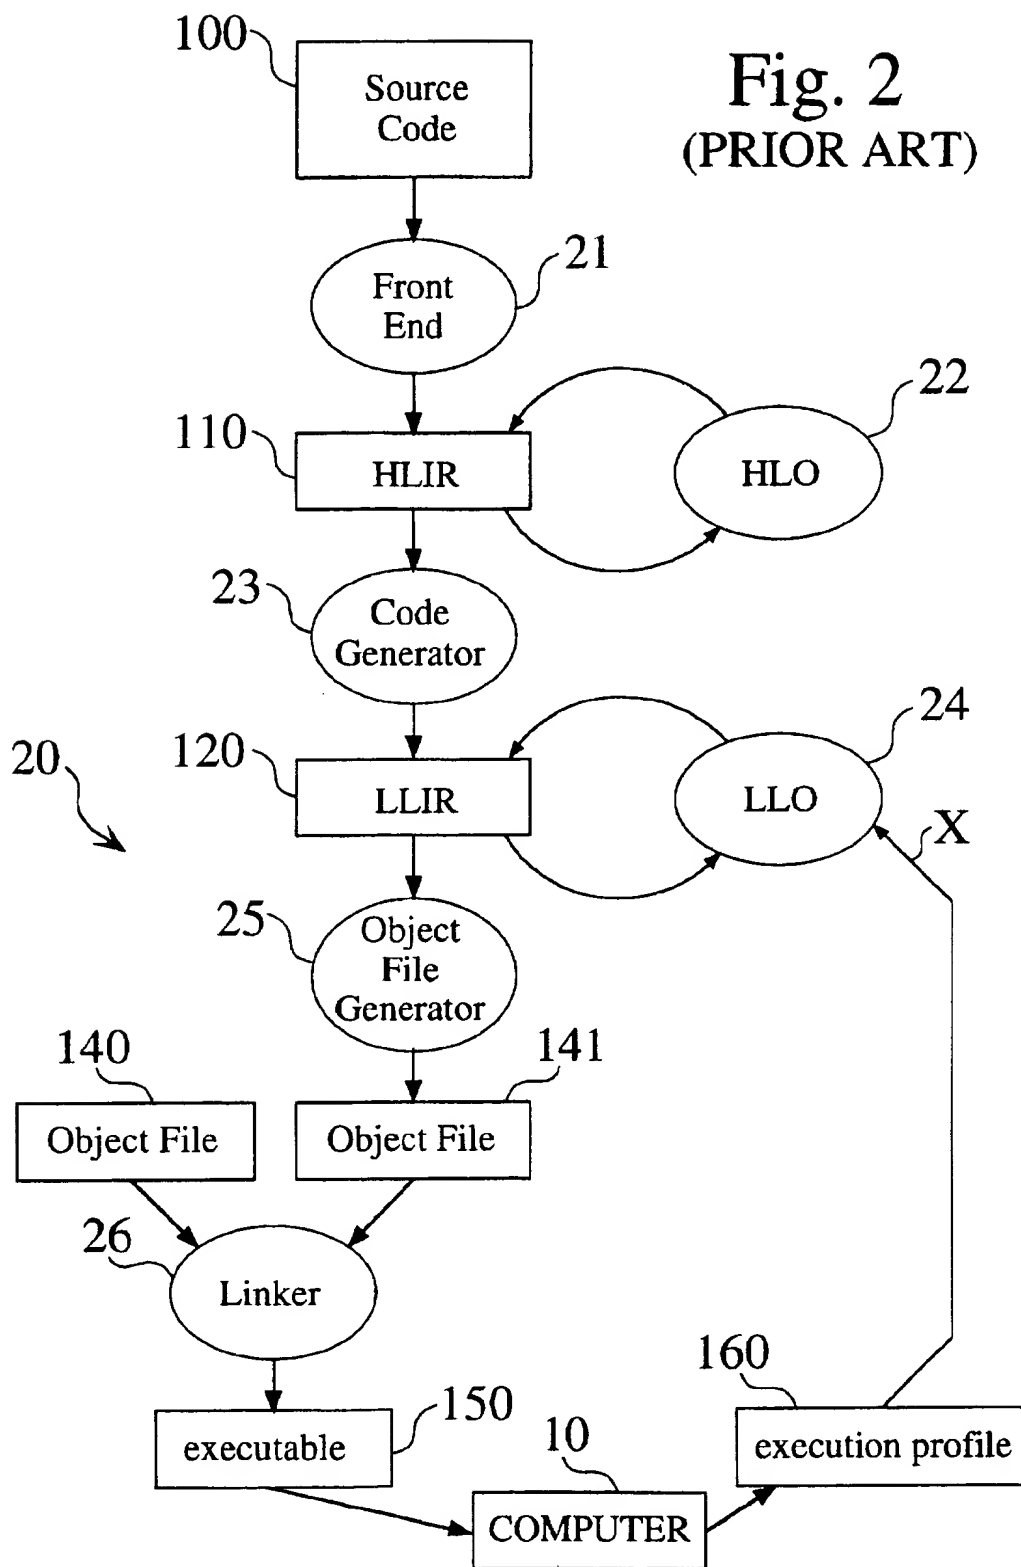 100
Source
Code
Fig. 2
(PRIOR ART)
21
Front
End
22
110
HLIR
HLO
23
Code
Generator
24
20
120
LLIR
LLO
X
25
Object
File
Generator
140
141
Object File
Object File
26
Linker
160
150
executable
10
execution profile
COMPUTER